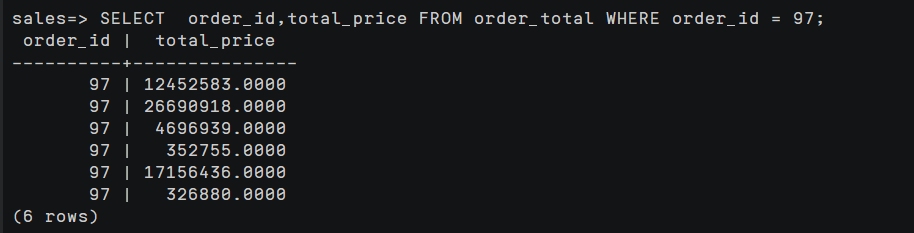 sales=> SELECT  order_id,total_price FROM order_total WHERE order_id = 97;
 order_id |  total_price
----------+---------------
       97 | 12452583.0000
       97 | 26690918.0000
       97 |  4696939.0000
       97 |   352755.0000
       97 | 17156436.0000
       97 |   326880.0000
(6 rows)